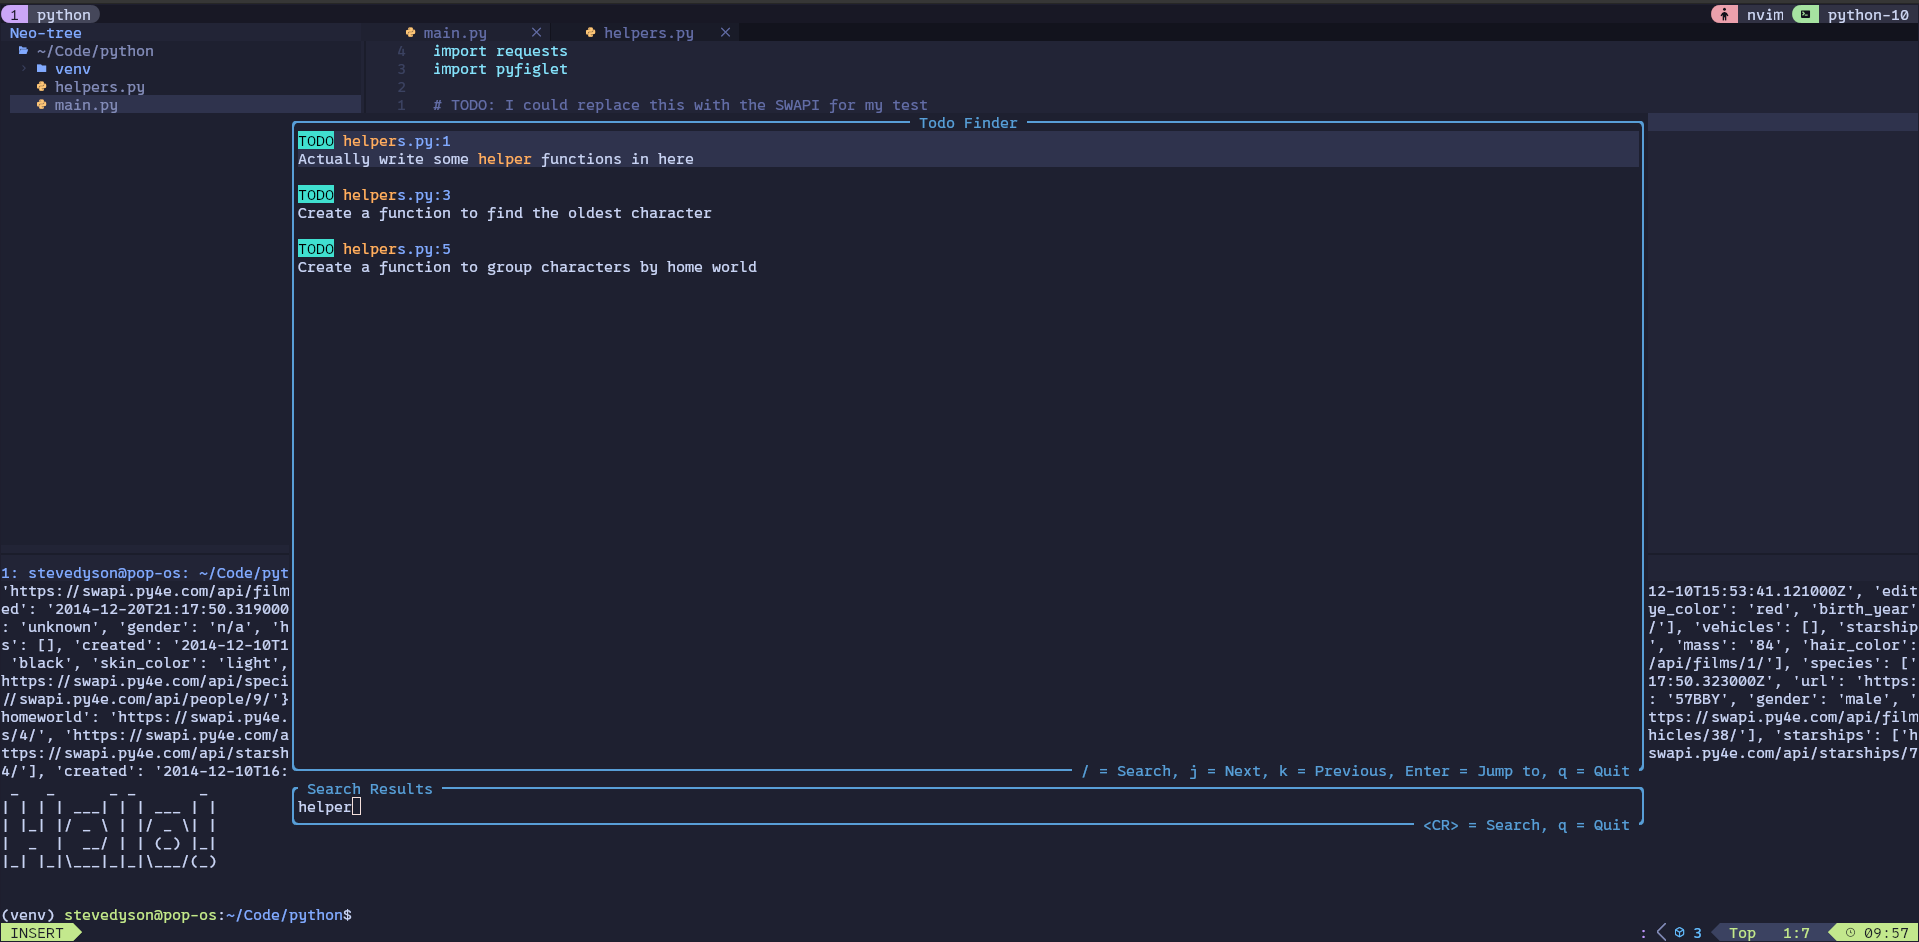 1 python nvim python-10
Neo-tree main.py × helpers.py ×
~/Code/python
venv
helpers.py
main.py
4 import requests
3 import pyfiglet
2
1 # TODO: I could replace this with the SWAPI for my test
Todo Finder
TODO helpers.py:1
Actually write some helper functions in here
TODO helpers.py:3
Create a function to find the oldest character
TODO helpers.py:5
Create a function to group characters by home world
/ = Search, j = Next, k = Previous, Enter = Jump to, q = Quit
Search Results
helper
<CR> = Search, q = Quit
1: stevedyson@pop-os: ~/Code/pyt
'https://swapi.py4e.com/api/film 12-10T15:53:41.121000Z', 'edit
ed': '2014-12-20T21:17:50.319000 ye_color': 'red', 'birth_year'
: 'unknown', 'gender': 'n/a', 'h /'], 'vehicles': [], 'starship
s': [], 'created': '2014-12-10T1 ', 'mass': '84', 'hair_color':
'black', 'skin_color': 'light', /api/films/1/'], 'species': ['
https://swapi.py4e.com/api/speci 17:50.323000Z', 'url': 'https:
//swapi.py4e.com/api/people/9/'} : '57BBY', 'gender': 'male', '
homeworld': 'https://swapi.py4e. ttps://swapi.py4e.com/api/film
s/4/', 'https://swapi.py4e.com/a hicles/38/'], 'starships': ['h
ttps://swapi.py4e.com/api/starsh swapi.py4e.com/api/starships/7
4/'], 'created': '2014-12-10T16:
Hello!
(venv) stevedyson@pop-os:~/Code/python$
INSERT : 3 Top 1:7 09:57